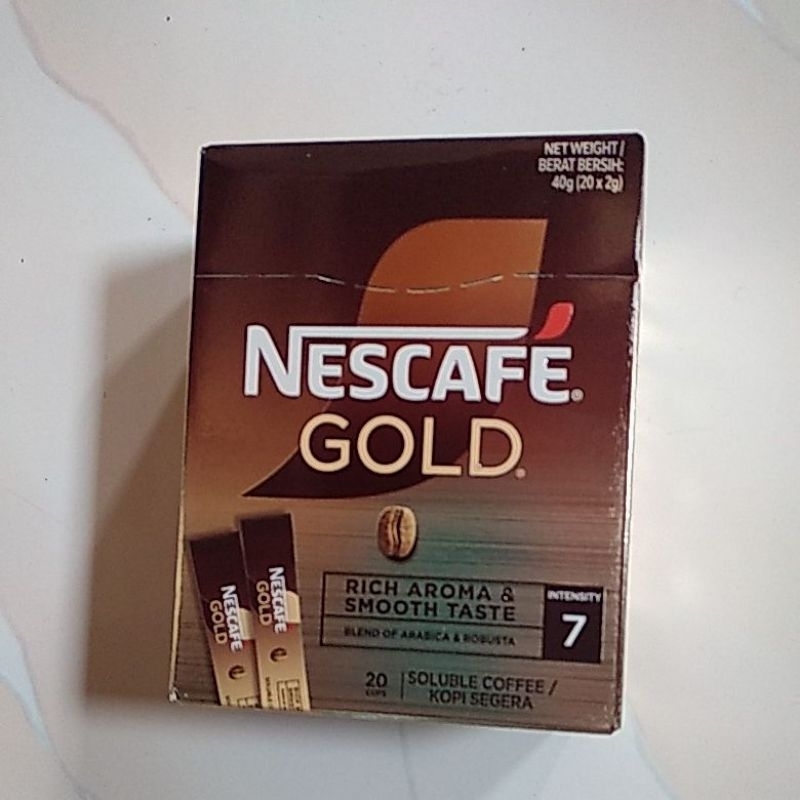 NET WEIGHT /
BERAT BERSIH:
40g (20 x 2g)
NESCAFÉ®
GOLD®
RICH AROMA &
SMOOTH TASTE
BLEND OF ARABICA & ROBUSTA
INTENSITY
7
20
CUPS
SOLUBLE COFFEE /
KOPI SEGERA
NESCAFÉ
GOLD
NESCAFÉ
GOLD